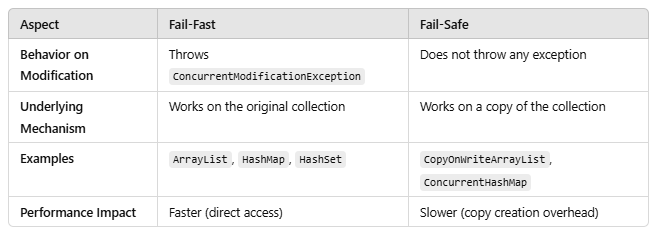 Aspect Fail-Fast Fail-Safe
Behavior on Throws Does not throw any exception
Modification ConcurrentModificationException
Underlying Works on the original collection Works on a copy of the collection
Mechanism
Examples ArrayList, HashMap, HashSet CopyOnWriteArrayList,
ConcurrentHashMap
Performance Impact Faster (direct access) Slower (copy creation overhead)